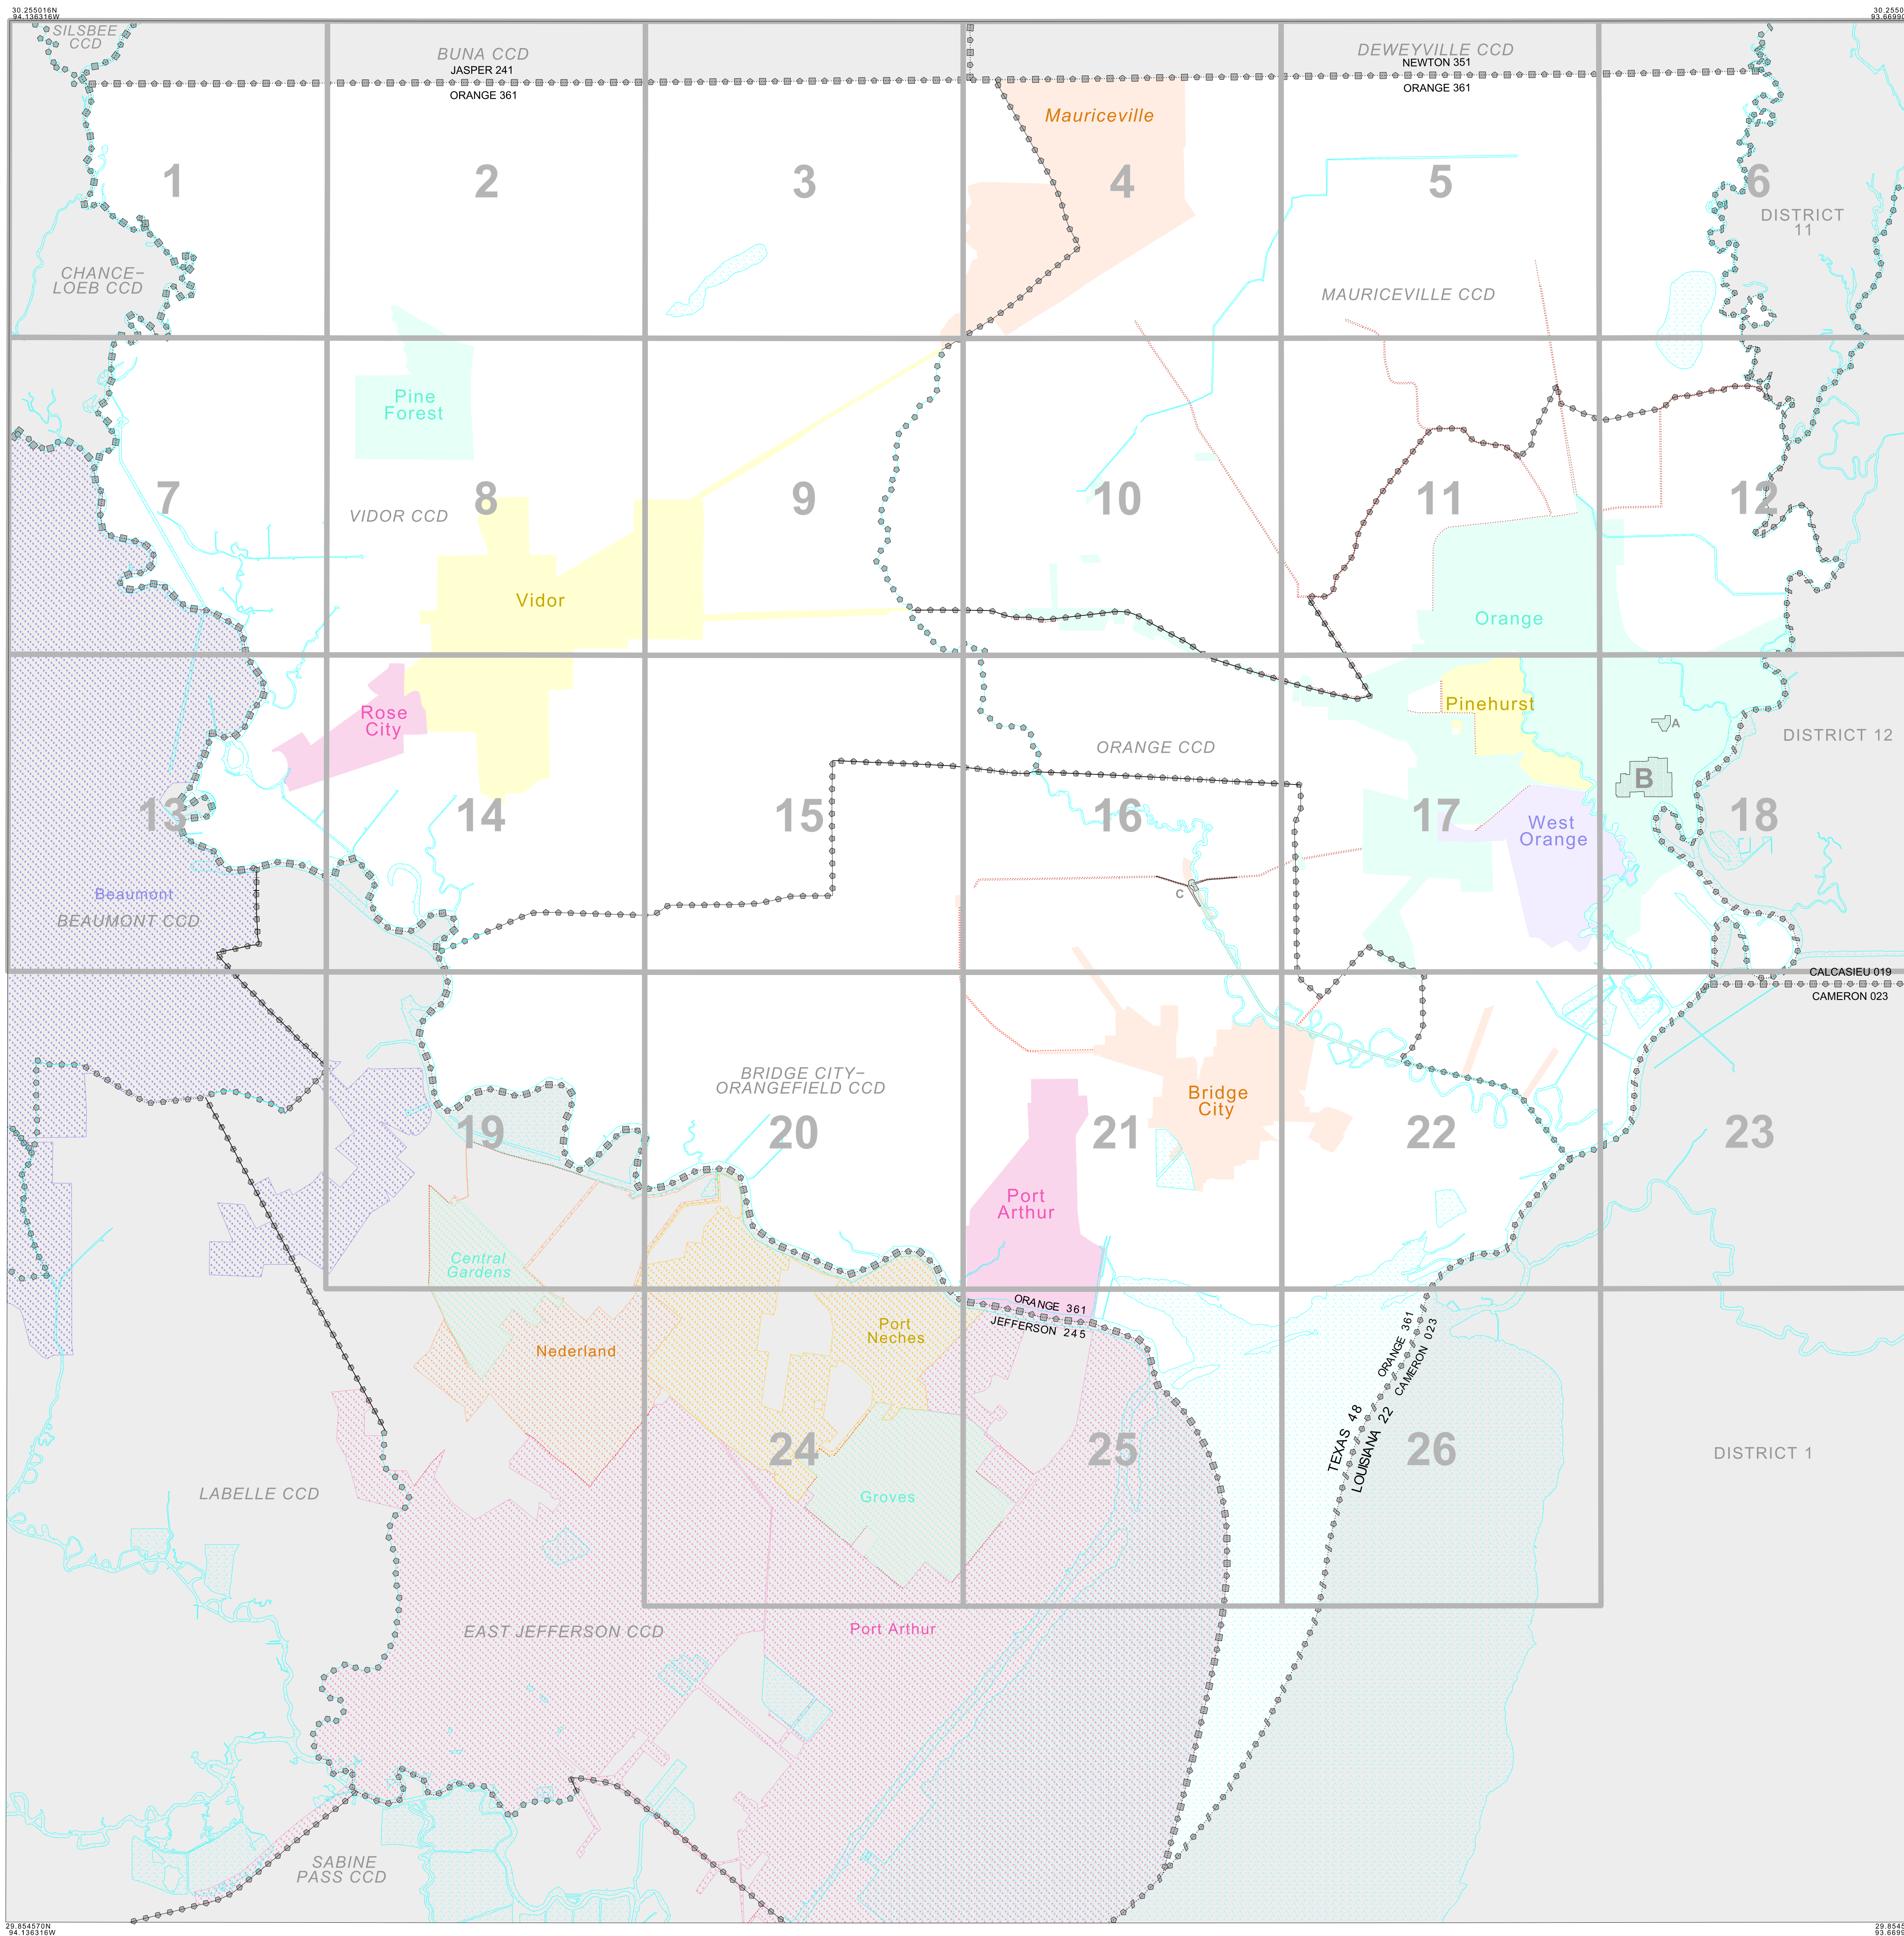 30.255016N
94.136316W
30.2550
93.6699
SILSBEE
CCD
BUNA CCD
JASPER 241
ORANGE 361
DEWEYVILLE CCD
NEWTON 351
ORANGE 361
Mauriceville
1
2
3
4
5
6
DISTRICT
11
CHANCE–
LOEB CCD
MAURICEVILLE CCD
Pine
Forest
7
8
9
10
11
12
VIDOR CCD
Vidor
Orange
Rose
City
Pinehurst
A
DISTRICT 12
ORANGE CCD
B
13
14
15
16
17
18
West
Orange
Beaumont
BEAUMONT CCD
C
CALCASIEU 019
CAMERON 023
BRIDGE CITY–
ORANGEFIELD CCD
Bridge
City
19
20
21
22
23
Port
Arthur
Central
Gardens
ORANGE 361
JEFFERSON 245
Port
Neches
Nederland
ORANGE 361
CAMERON 023
TEXAS 48
LOUISIANA 22
24
25
26
DISTRICT 1
LABELLE CCD
Groves
EAST JEFFERSON CCD
Port Arthur
SABINE
PASS CCD
29.854570N
94.136316W
29.8545
93.6699